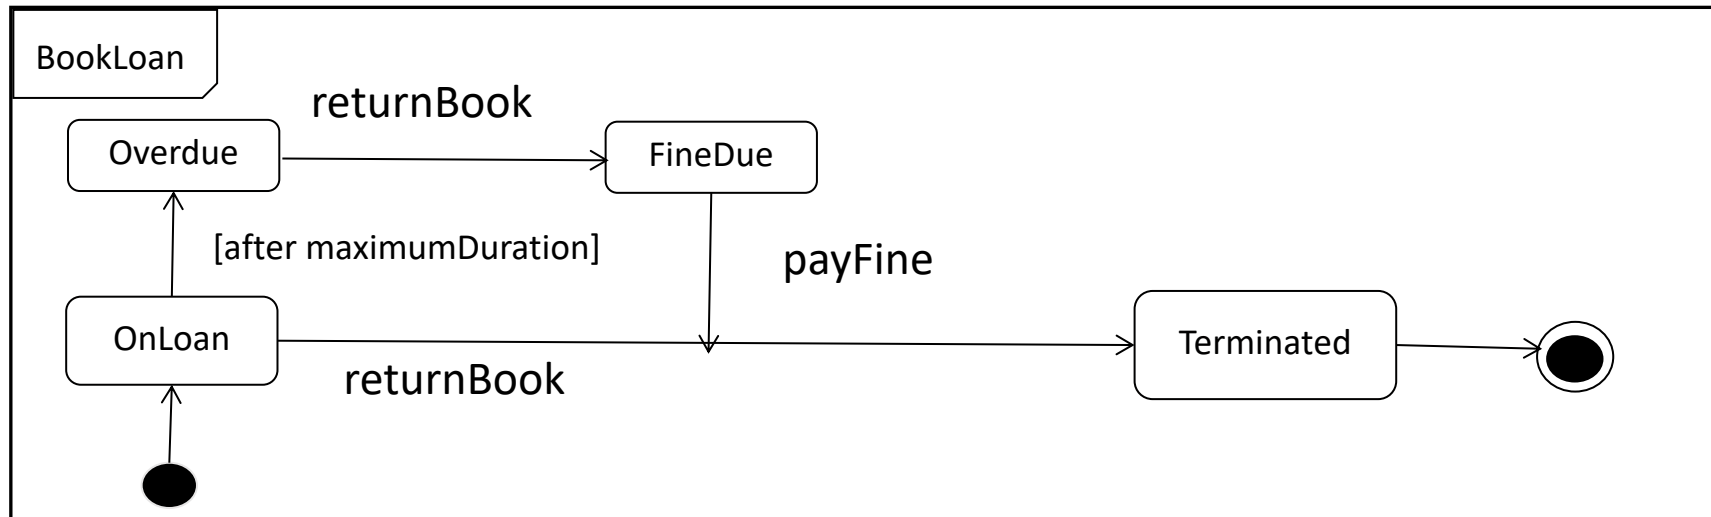 BookLoan
returnBook
Overdue
FineDue
[after maximumDuration]
payFine
OnLoan
Terminated
returnBook